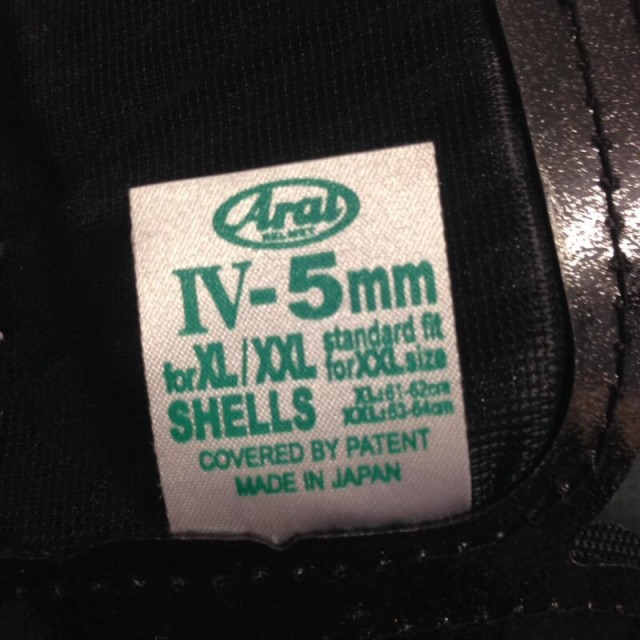 Arai
HELMET
IV-5mm
for XL/XXL standard fit for XXL size
SHELLS XL:61-62cm XXL:63-64cm
COVERED BY PATENT
MADE IN JAPAN